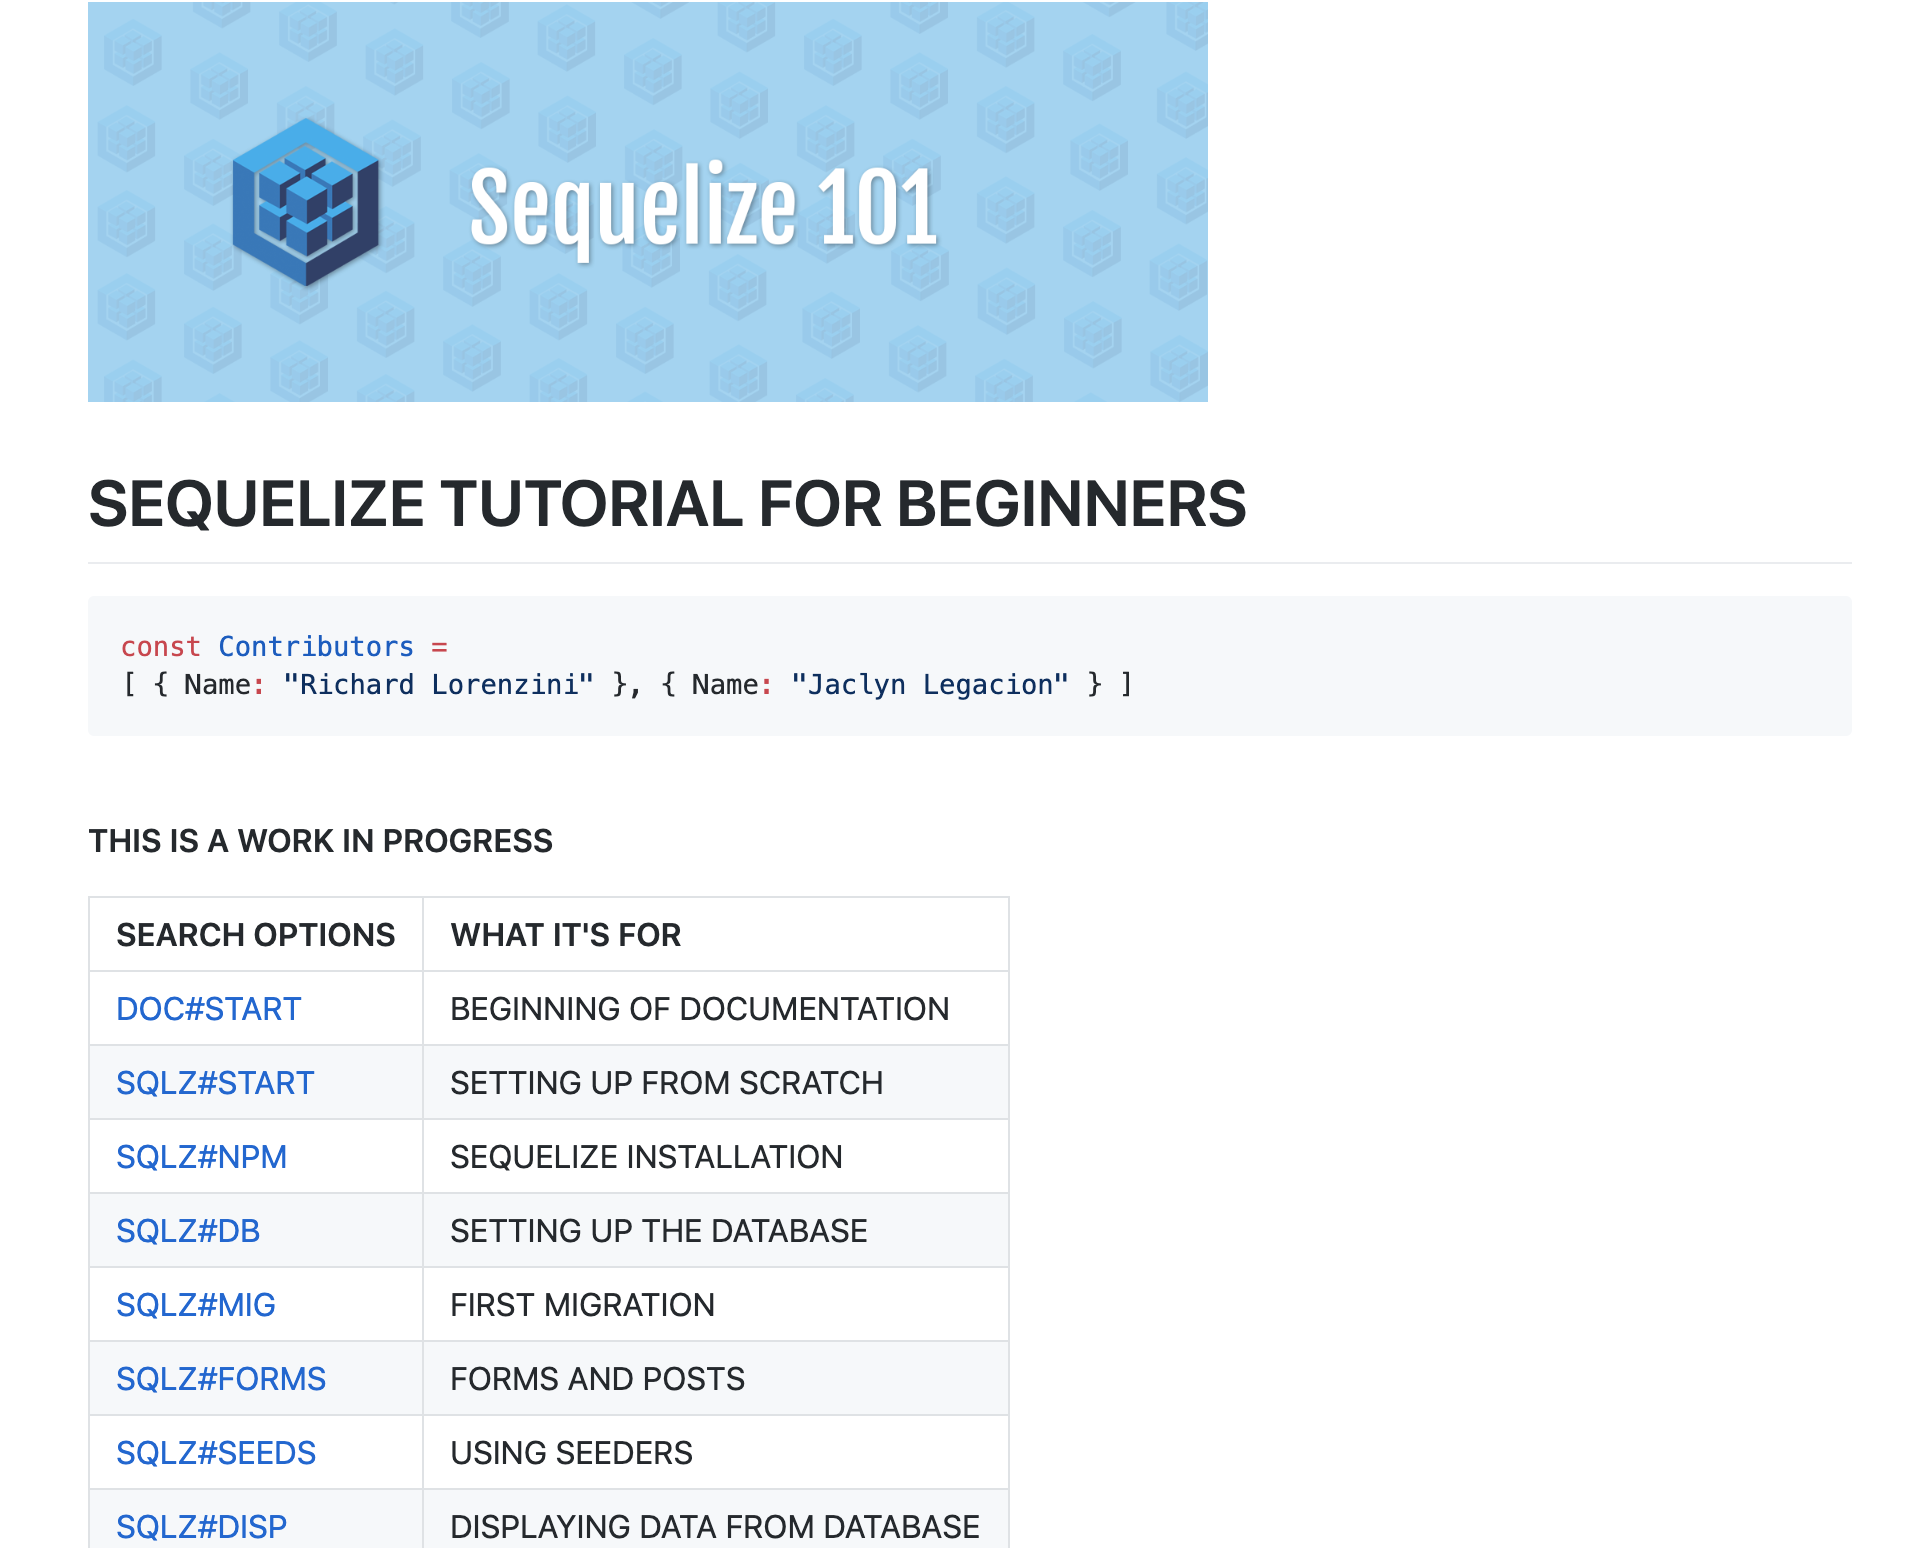 Sequelize 101
SEQUELIZE TUTORIAL FOR BEGINNERS
const Contributors =
[ { Name: "Richard Lorenzini" }, { Name: "Jaclyn Legacion" } ]
THIS IS A WORK IN PROGRESS
SEARCH OPTIONS WHAT IT'S FOR
DOC#START BEGINNING OF DOCUMENTATION
SQLZ#START SETTING UP FROM SCRATCH
SQLZ#NPM SEQUELIZE INSTALLATION
SQLZ#DB SETTING UP THE DATABASE
SQLZ#MIG FIRST MIGRATION
SQLZ#FORMS FORMS AND POSTS
SQLZ#SEEDS USING SEEDERS
SQLZ#DISP DISPLAYING DATA FROM DATABASE